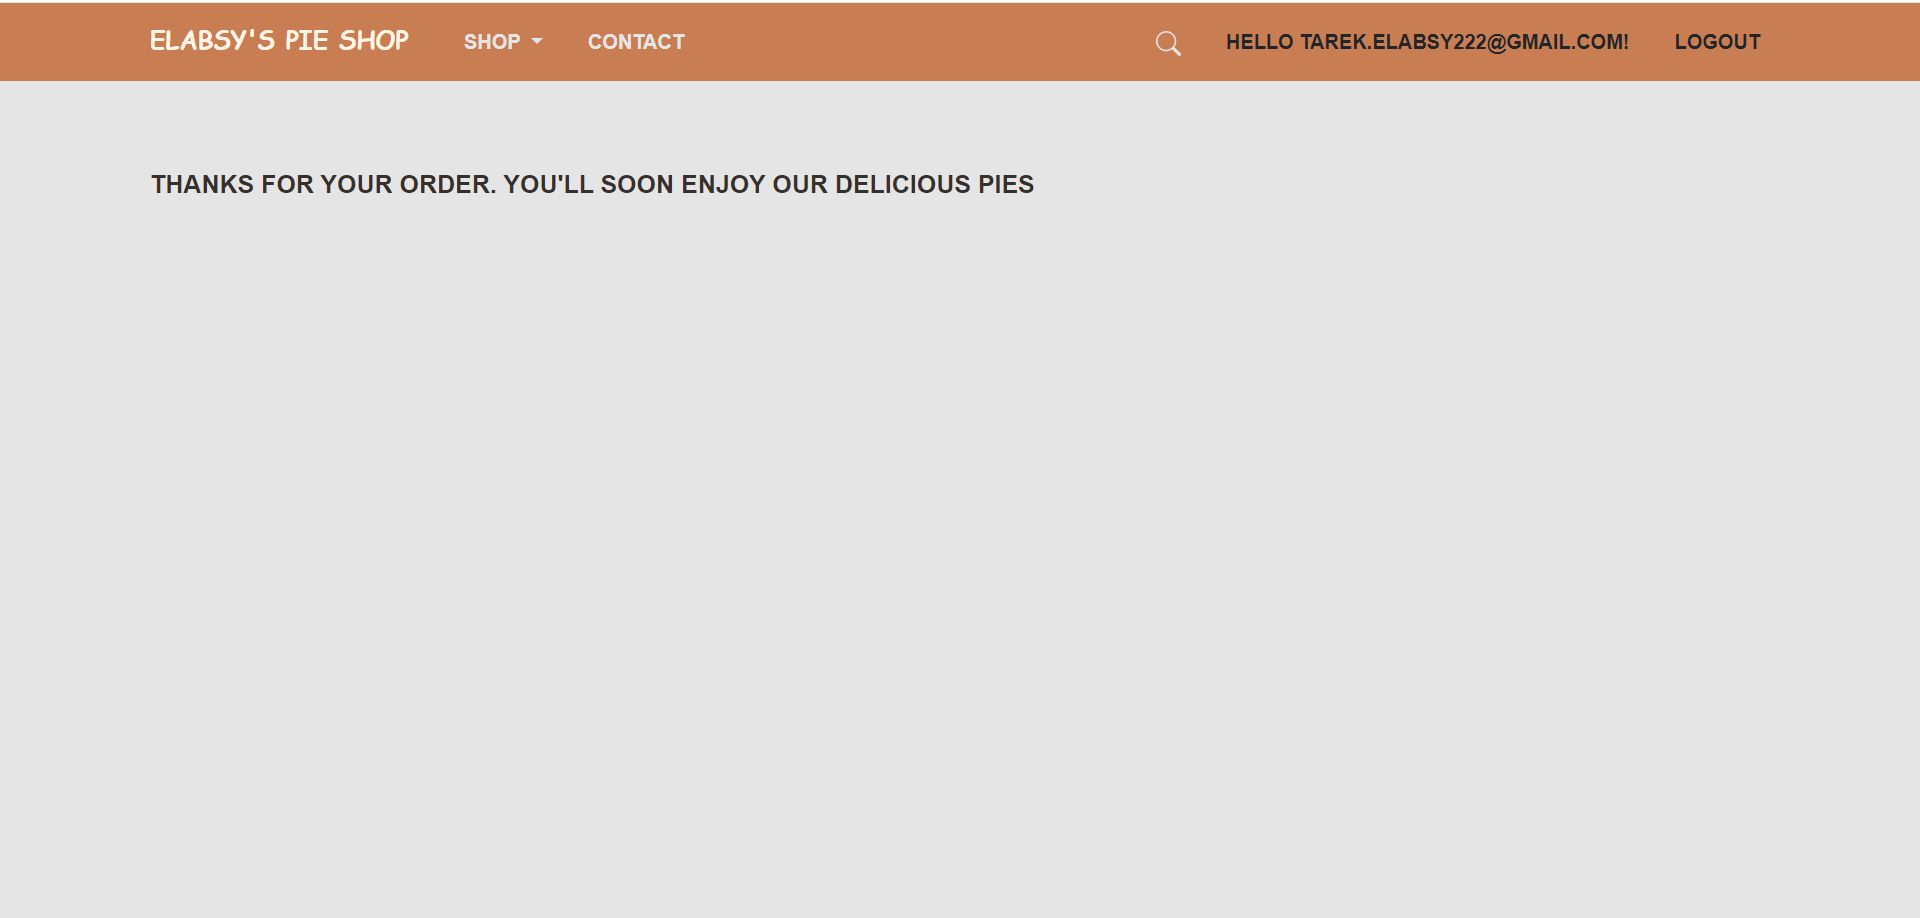 ELABSY'S PIE SHOP SHOP CONTACT HELLO TAREK.ELABSY222@GMAIL.COM! LOGOUT
THANKS FOR YOUR ORDER. YOU'LL SOON ENJOY OUR DELICIOUS PIES